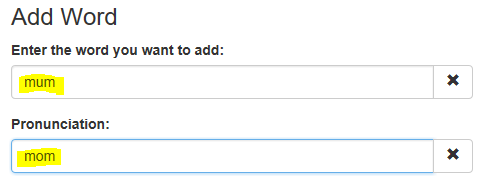 Add Word
Enter the word you want to add:
mum
Pronunciation:
mom